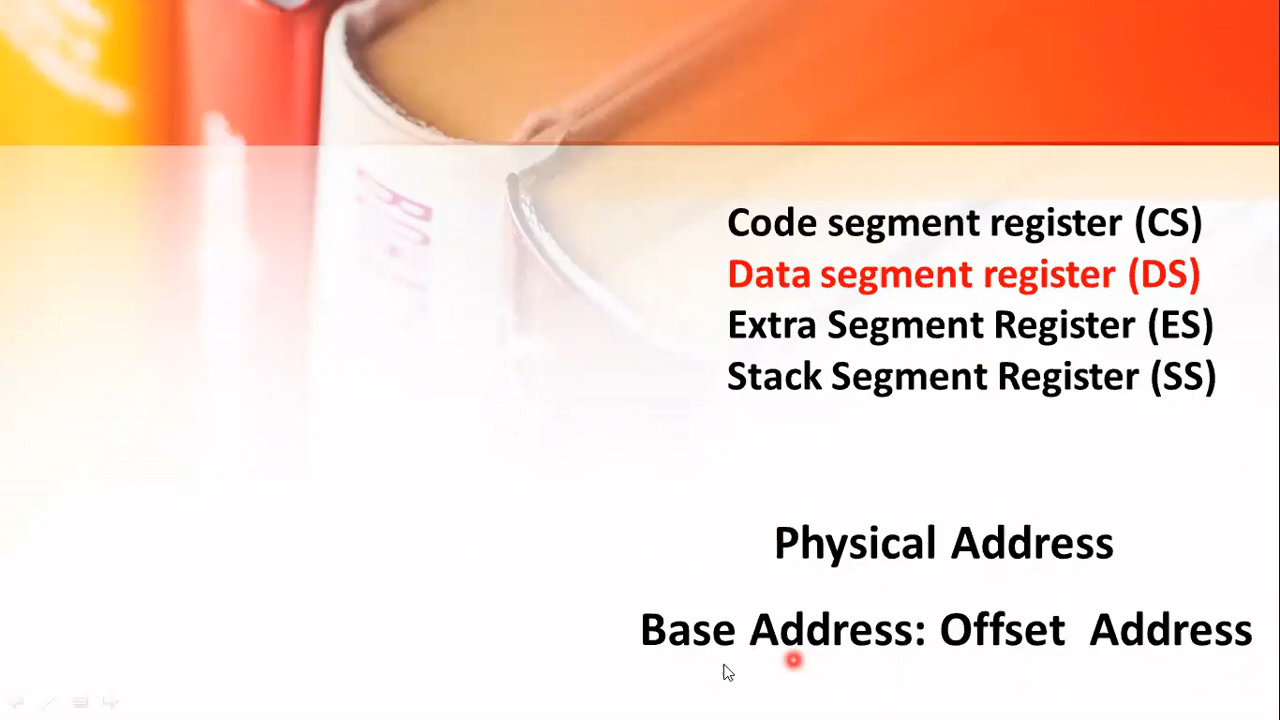 Code segment register (CS)
Data segment register (DS)
Extra Segment Register (ES)
Stack Segment Register (SS)
Physical Address
Base Address: Offset Address